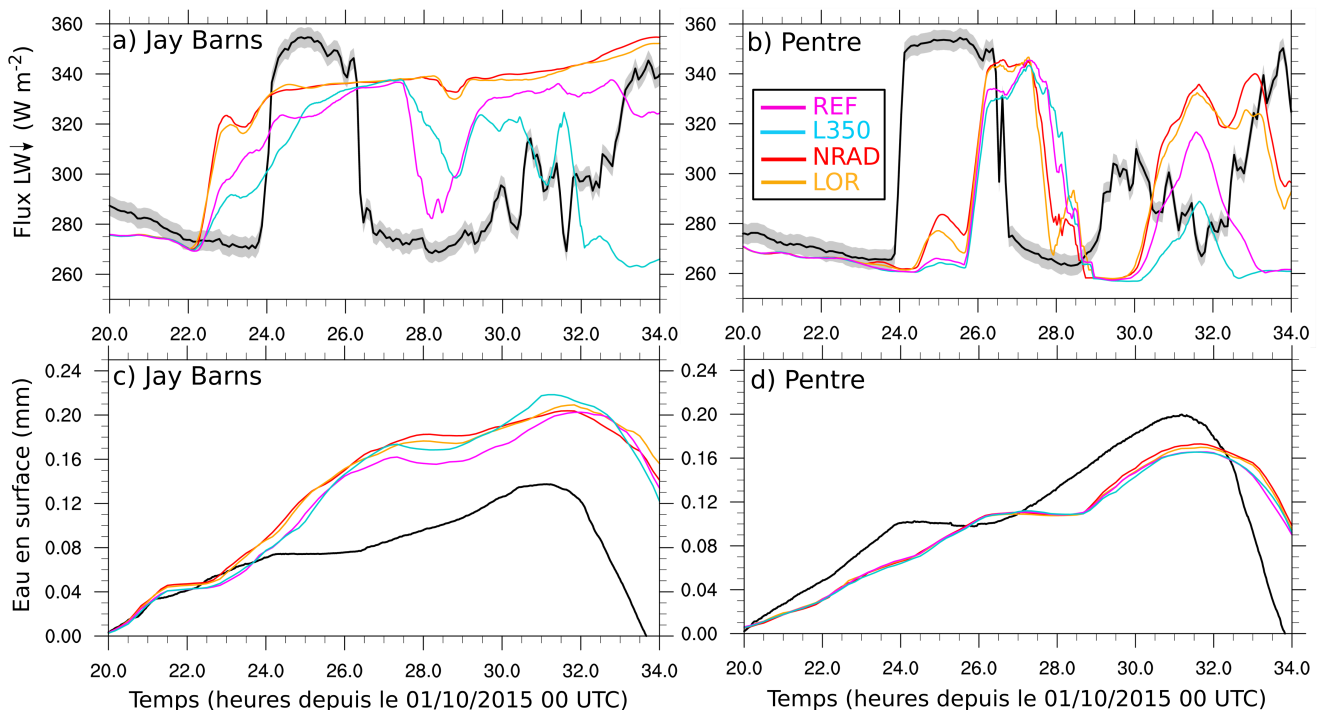 a) Jay Barns
b) Pentre
Flux LW↓ (W m⁻²)
360
340
320
300
280
260
20.0 22.0 24.0 26.0 28.0 30.0 32.0 34.0
360
340
320
300
280
260
20.0 22.0 24.0 26.0 28.0 30.0 32.0 34.0
REF
L350
NRAD
LOR
c) Jay Barns
d) Pentre
Eau en surface (mm)
0.24
0.20
0.16
0.12
0.08
0.04
0.00
20.0 22.0 24.0 26.0 28.0 30.0 32.0 34.0
0.24
0.20
0.16
0.12
0.08
0.04
0.00
20.0 22.0 24.0 26.0 28.0 30.0 32.0 34.0
Temps (heures depuis le 01/10/2015 00 UTC)
Temps (heures depuis le 01/10/2015 00 UTC)